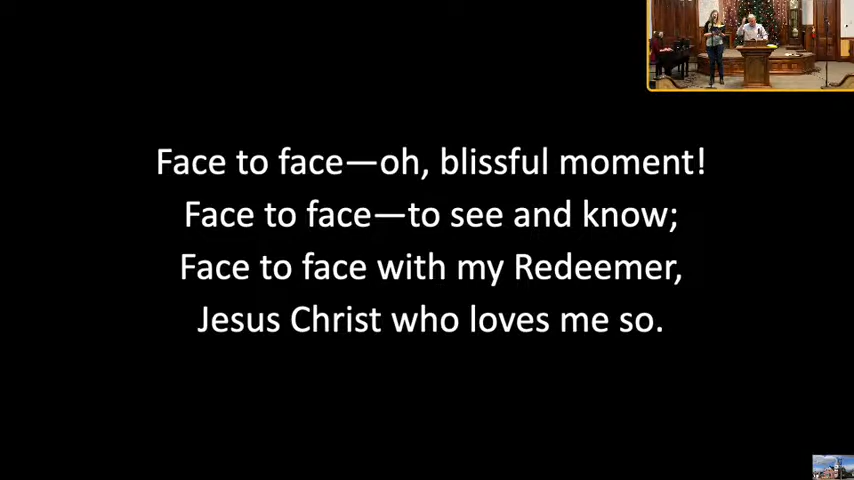 Face to face—oh, blissful moment!
Face to face—to see and know;
Face to face with my Redeemer,
Jesus Christ who loves me so.